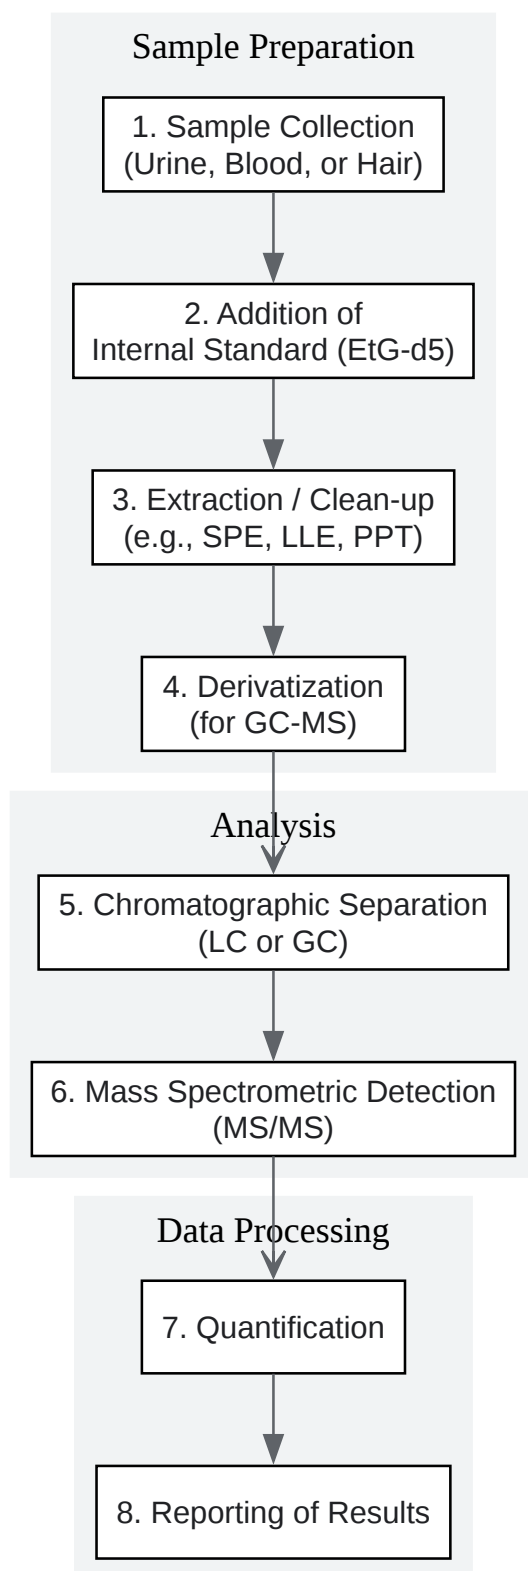 Sample Preparation
1. Sample Collection
(Urine, Blood, or Hair)
2. Addition of
Internal Standard (EtG-d5)
3. Extraction / Clean-up
(e.g., SPE, LLE, PPT)
4. Derivatization
(for GC-MS)
Analysis
5. Chromatographic Separation
(LC or GC)
6. Mass Spectrometric Detection
(MS/MS)
Data Processing
7. Quantification
8. Reporting of Results